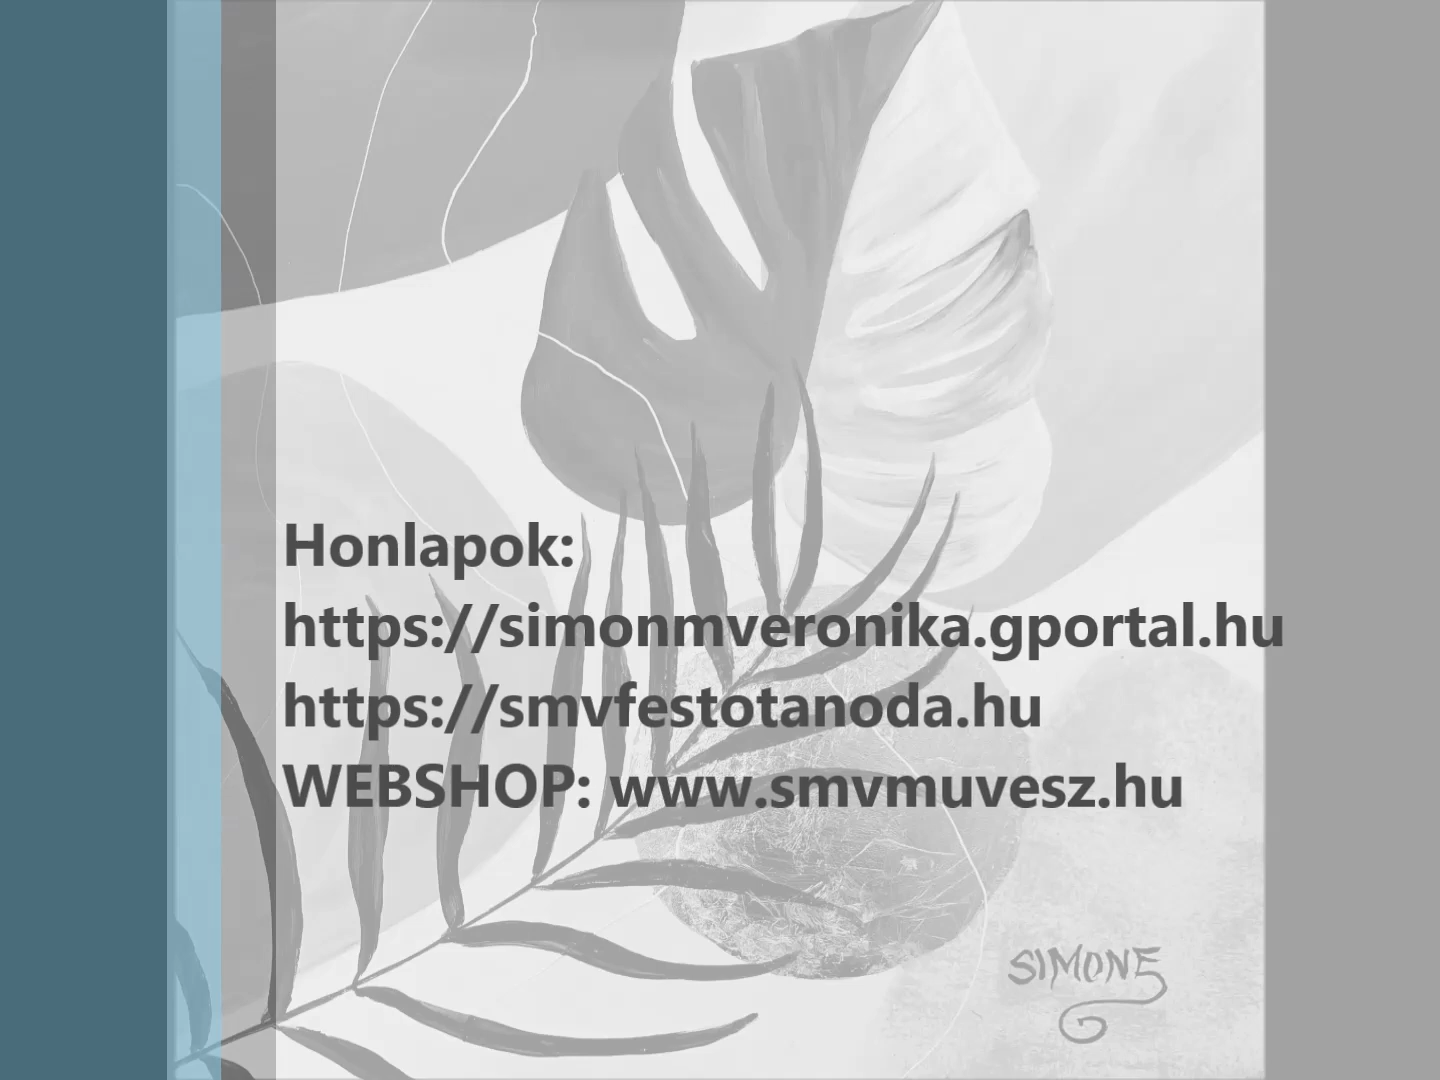 Honlapok:
https://simonmveronika.gportal.hu
https://smvfestotanoda.hu
WEBSHOP: www.smvmuvesz.hu
SIMONE